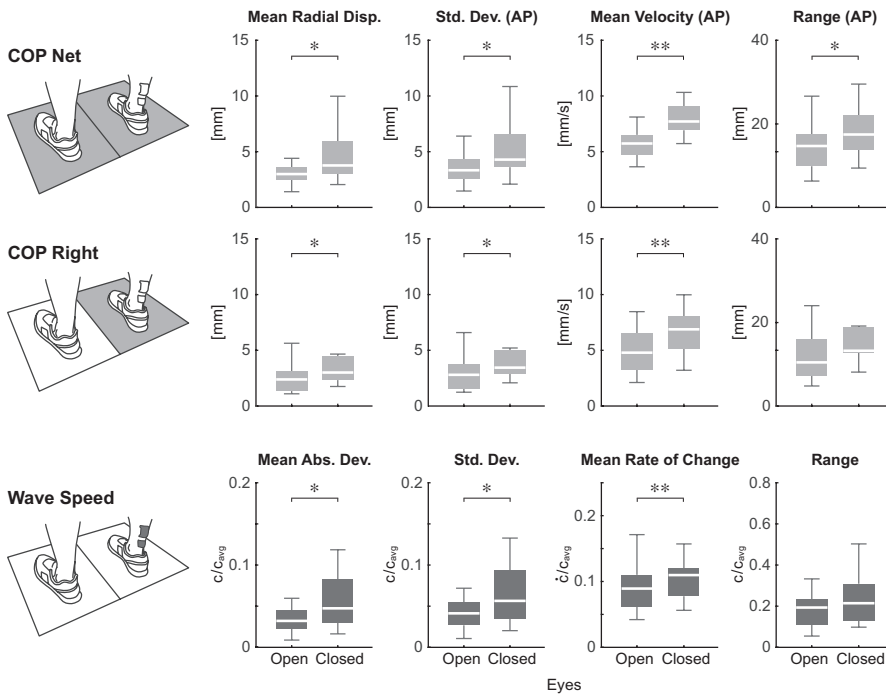 Mean Radial Disp. Std. Dev. (AP) Mean Velocity (AP) Range (AP)
COP Net
[mm] 15 10 5 0 *
[mm] 15 10 5 0 *
[mm/s] 15 10 5 0 **
[mm] 40 20 0 *
COP Right
[mm] 15 10 5 0 *
[mm] 15 10 5 0 *
[mm/s] 15 10 5 0 **
[mm] 40 20 0
Mean Abs. Dev. Std. Dev. Mean Rate of Change Range
Wave Speed
c/cavg 0.2 0.1 0 *
c/cavg 0.2 0.1 0 *
ċ/cavg 0.2 0.1 0 **
c/cavg 0.8 0.6 0.4 0.2 0
Open Closed Open Closed Open Closed Open Closed
Eyes